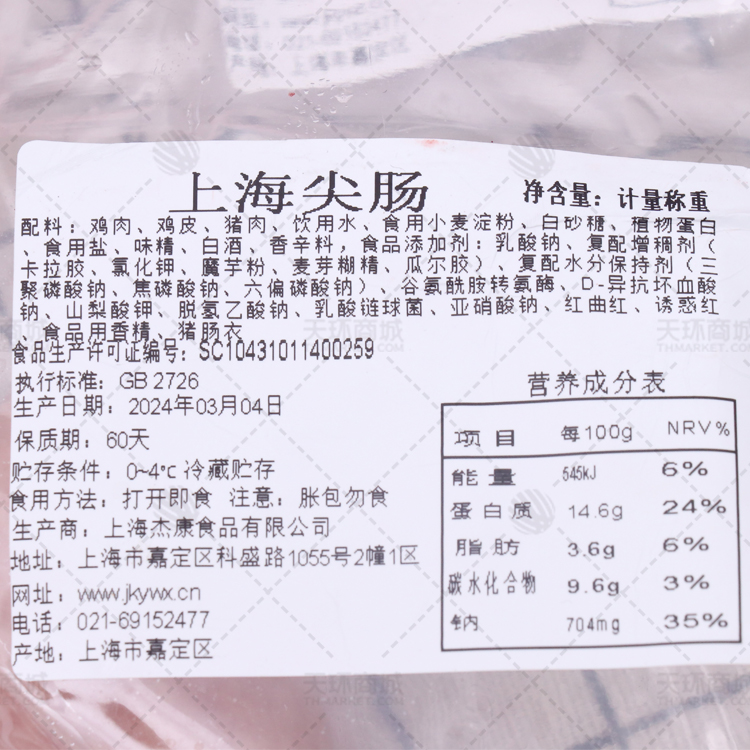 上海尖肠
净含量：计量称重
配料：鸡肉、鸡皮、猪肉、饮用水、食用小麦淀粉、白砂糖、植物蛋白
、食用盐、味精、白酒、香辛料，食品添加剂：乳酸钠、复配增稠剂（
卡拉胶、氯化钾、魔芋粉、麦芽糊精、瓜尔胶）、复配水分保持剂（三
聚磷酸钠、焦磷酸钠、六偏磷酸钠）、谷氨酰胺转氨酶、D-异抗坏血酸
钠、山梨酸钾、脱氢乙酸钠、乳酸链球菌、亚硝酸钠、红曲红、诱惑红
、食品用香精、猪肠衣
食品生产许可证编号：SC10431011400259
执行标准：GB 2726
生产日期：2024年03月04日
保质期：60天
贮存条件：0~4℃ 冷藏贮存
食用方法：打开即食 注意：胀包勿食
生产商：上海杰康食品有限公司
地址：上海市嘉定区科盛路1055号2幢1区
网址：www.jkywx.cn
电话：021-69152477
产地：上海市嘉定区
营养成分表
项目 每100g NRV%
能量 545kJ 6%
蛋白质 14.6g 24%
脂肪 3.6g 6%
碳水化合物 9.6g 3%
钠 704mg 35%
天环商城
THMARKET.COM